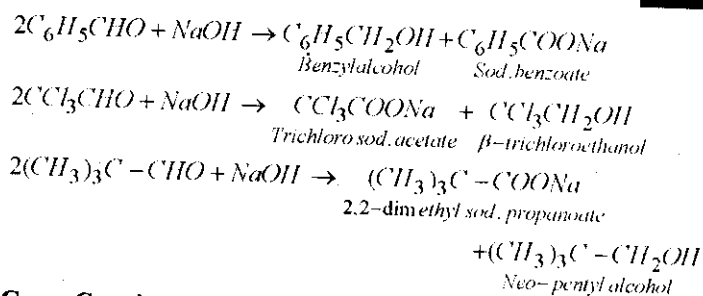 2C₆H₅CHO + NaOH → C₆H₅CH₂OH + C₆H₅COONa
Benzylalcohol Sod.benzoate
2CCl₃CHO + NaOH → CCl₃COONa + CCl₃CH₂OH
Trichloro sod.acetate β-trichloroethanol
2(CH₃)₃C – CHO + NaOH → (CH₃)₃C – COONa
2,2-dimethyl sod. propanoate
+(CH₃)₃C – CH₂OH
Neo-pentyl alcohol